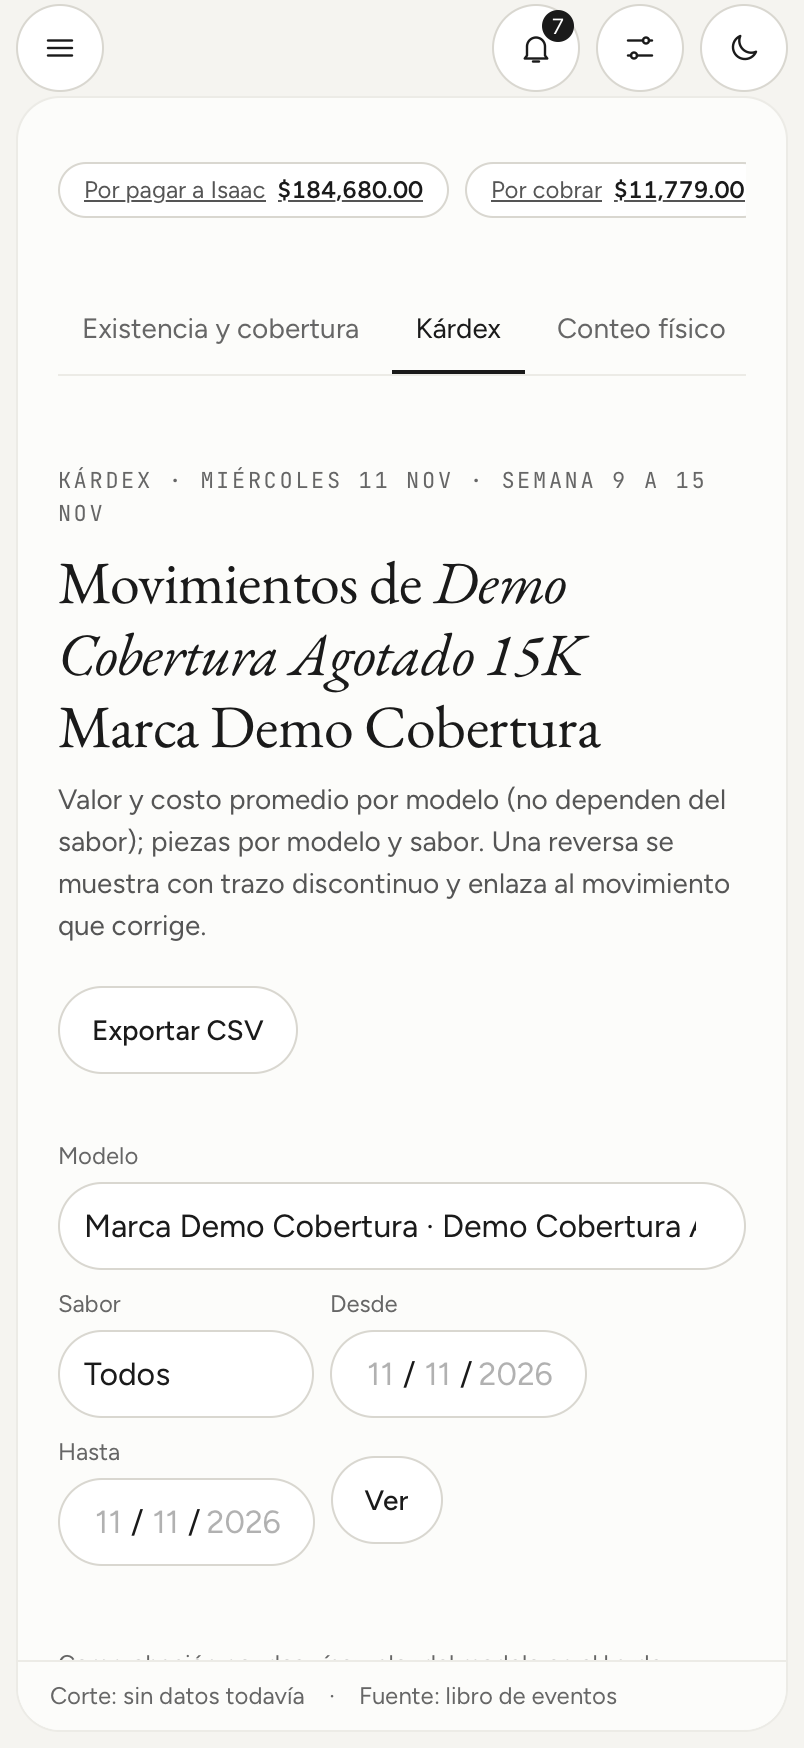 7
Por pagar a Isaac $184,680.00
Por cobrar $11,779.00
Existencia y cobertura
Kárdex
Conteo físico
KÁRDEX · MIÉRCOLES 11 NOV · SEMANA 9 A 15
NOV
Movimientos de Demo
Cobertura Agotado 15K
Marca Demo Cobertura
Valor y costo promedio por modelo (no dependen del
sabor); piezas por modelo y sabor. Una reversa se
muestra con trazo discontinuo y enlaza al movimiento
que corrige.
Exportar CSV
Modelo
Marca Demo Cobertura · Demo Cobertura
Sabor
Desde
Todos
11 / 11 / 2026
Hasta
11 / 11 / 2026
Ver
Corte: sin datos todavía · Fuente: libro de eventos